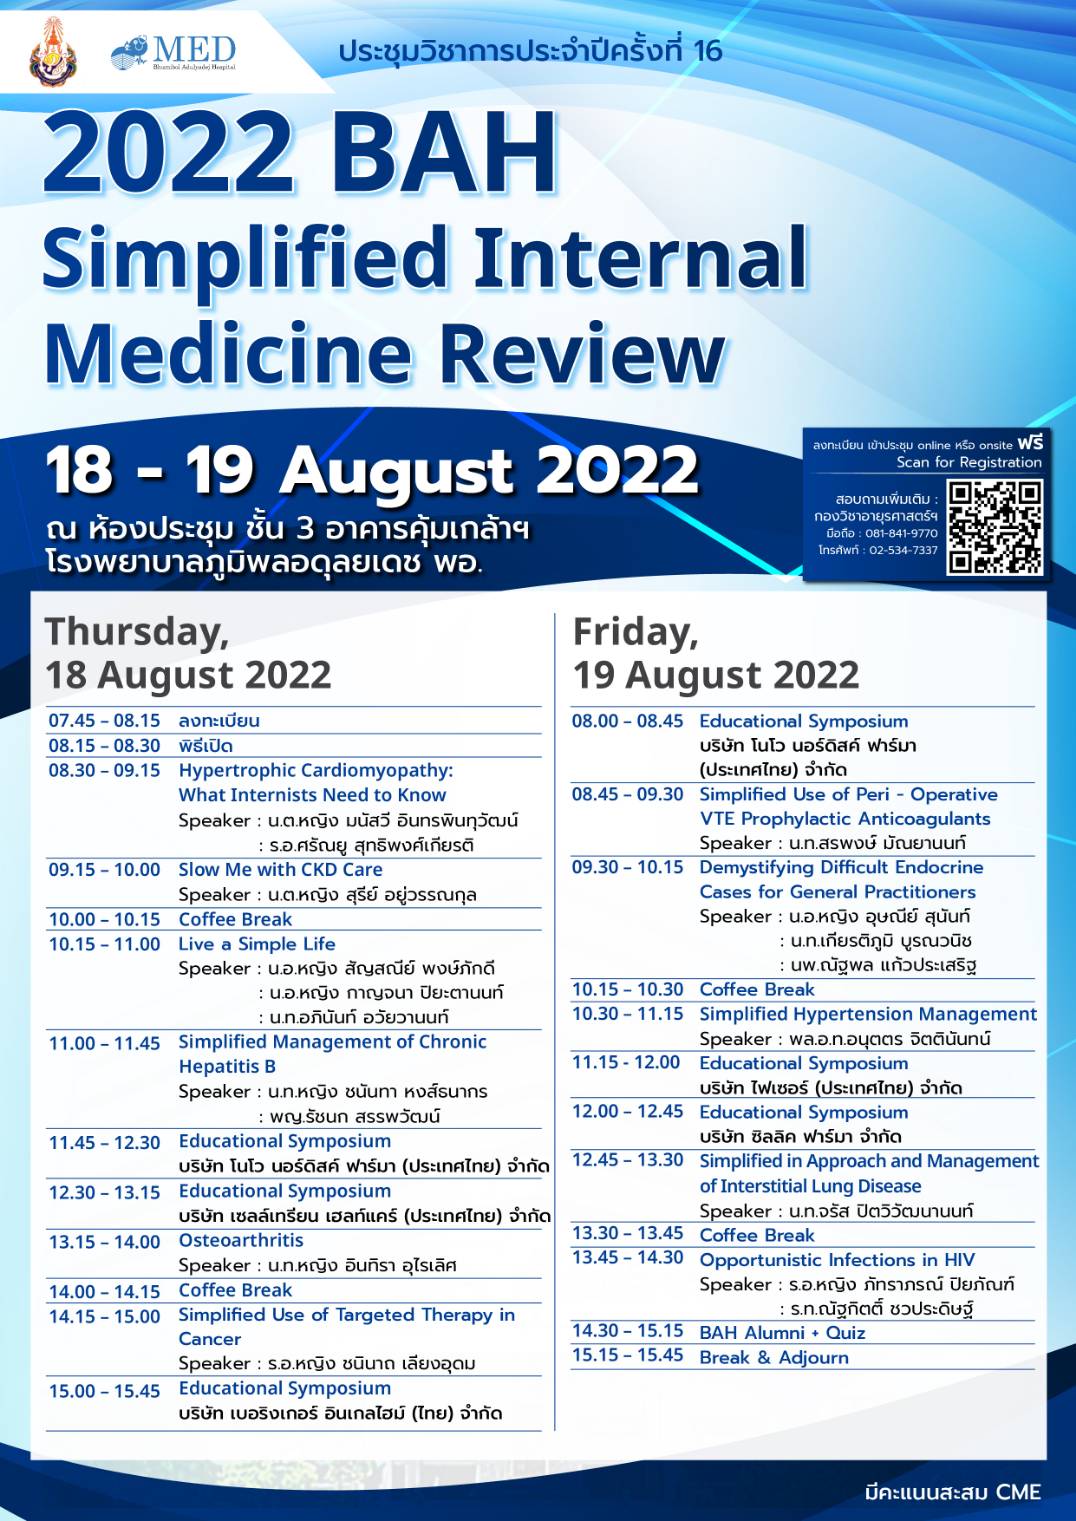 MED
Bhumibol Adulyadej Hospital
ประชุมวิชาการประจำปีครั้งที่ 16
2022 BAH
Simplified Internal
Medicine Review
18 - 19 August 2022
ณ ห้องประชุม ชั้น 3 อาคารคุ้มเกล้าฯ
โรงพยาบาลภูมิพลอดุลยเดช พอ.
ลงทะเบียน เข้าประชุม online หรือ onsite ฟรี
Scan for Registration
สอบถามเพิ่มเติม :
กองวิชาอายุรศาสตร์ฯ
มือถือ : 081-841-9770
โทรศัพท์ : 02-534-7337
Thursday,
18 August 2022
07.45 – 08.15 ลงทะเบียน
08.15 – 08.30 พิธีเปิด
08.30 – 09.15 Hypertrophic Cardiomyopathy:
What Internists Need to Know
Speaker : น.ต.หญิง มนัสวี อินทรพินทุวัฒน์
: ร.อ.ศรัณยู สุทธิพงศ์เกียรติ
09.15 – 10.00 Slow Me with CKD Care
Speaker : น.ต.หญิง สุรีย์ อยู่วรรณกุล
10.00 – 10.15 Coffee Break
10.15 – 11.00 Live a Simple Life
Speaker : น.อ.หญิง สัญสณีย์ พงษ์ภักดี
: น.อ.หญิง กาญจนา ปิยะตานนท์
: น.ท.อภินันท์ อวัยวานนท์
11.00 – 11.45 Simplified Management of Chronic
Hepatitis B
Speaker : น.ท.หญิง ชนันทา หงส์ธนากร
: พญ.รัชนก สรรพวัฒน์
11.45 – 12.30 Educational Symposium
บริษัท โนโว นอร์ดิสค์ ฟาร์มา (ประเทศไทย) จำกัด
12.30 – 13.15 Educational Symposium
บริษัท เซลล์เทรียน เฮลท์แคร์ (ประเทศไทย) จำกัด
13.15 – 14.00 Osteoarthritis
Speaker : น.ท.หญิง อินทิรา อุไรเลิศ
14.00 – 14.15 Coffee Break
14.15 – 15.00 Simplified Use of Targeted Therapy in
Cancer
Speaker : ร.อ.หญิง ชนินาถ เลียงอุดม
15.00 – 15.45 Educational Symposium
บริษัท เบอริงเกอร์ อินเกลไฮม์ (ไทย) จำกัด
Friday,
19 August 2022
08.00 – 08.45 Educational Symposium
บริษัท โนโว นอร์ดิสค์ ฟาร์มา
(ประเทศไทย) จำกัด
08.45 – 09.30 Simplified Use of Peri - Operative
VTE Prophylactic Anticoagulants
Speaker : น.ท.สรพงษ์ มัณยานนท์
09.30 – 10.15 Demystifying Difficult Endocrine
Cases for General Practitioners
Speaker : น.อ.หญิง อุษณีย์ สุนันท์
: น.ท.เกียรติภูมิ บูรณวนิช
: นพ.ณัฐพล แก้วประเสริฐ
10.15 – 10.30 Coffee Break
10.30 – 11.15 Simplified Hypertension Management
Speaker : พล.อ.ท.อนุตตร จิตตินันทน์
11.15 - 12.00 Educational Symposium
บริษัท ไฟเซอร์ (ประเทศไทย) จำกัด
12.00 – 12.45 Educational Symposium
บริษัท ซิลลิค ฟาร์มา จำกัด
12.45 – 13.30 Simplified in Approach and Management
of Interstitial Lung Disease
Speaker : น.ท.จรัส ปิตวิวัฒนานนท์
13.30 – 13.45 Coffee Break
13.45 – 14.30 Opportunistic Infections in HIV
Speaker : ร.อ.หญิง ภัทราภรณ์ ปิยภัณฑ์
: ร.ท.ณัฐกิตติ์ ชวประดิษฐ์
14.30 – 15.15 BAH Alumni + Quiz
15.15 – 15.45 Break & Adjourn
มีคะแนนสะสม CME